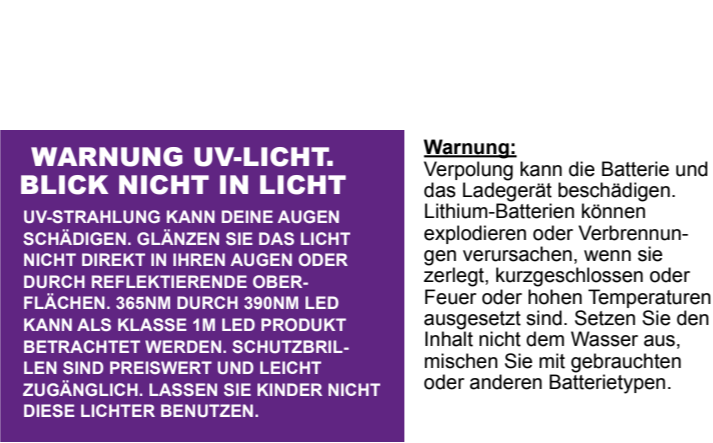 WARNUNG UV-LICHT.
BLICK NICHT IN LICHT
UV-STRAHLUNG KANN DEINE AUGEN
SCHÄDIGEN. GLÄNZEN SIE DAS LICHT
NICHT DIREKT IN IHREN AUGEN ODER
DURCH REFLEKTIERENDE OBER-
FLÄCHEN. 365NM DURCH 390NM LED
KANN ALS KLASSE 1M LED PRODUKT
BETRACHTET WERDEN. SCHUTZBRIL-
LEN SIND PREISWERT UND LEICHT
ZUGÄNGLICH. LASSEN SIE KINDER NICHT
DIESE LICHTER BENUTZEN.
Warnung:
Verpolung kann die Batterie und
das Ladegerät beschädigen.
Lithium-Batterien können
explodieren oder Verbrennun-
gen verursachen, wenn sie
zerlegt, kurzgeschlossen oder
Feuer oder hohen Temperaturen
ausgesetzt sind. Setzen Sie den
Inhalt nicht dem Wasser aus,
mischen Sie mit gebrauchten
oder anderen Batterietypen.